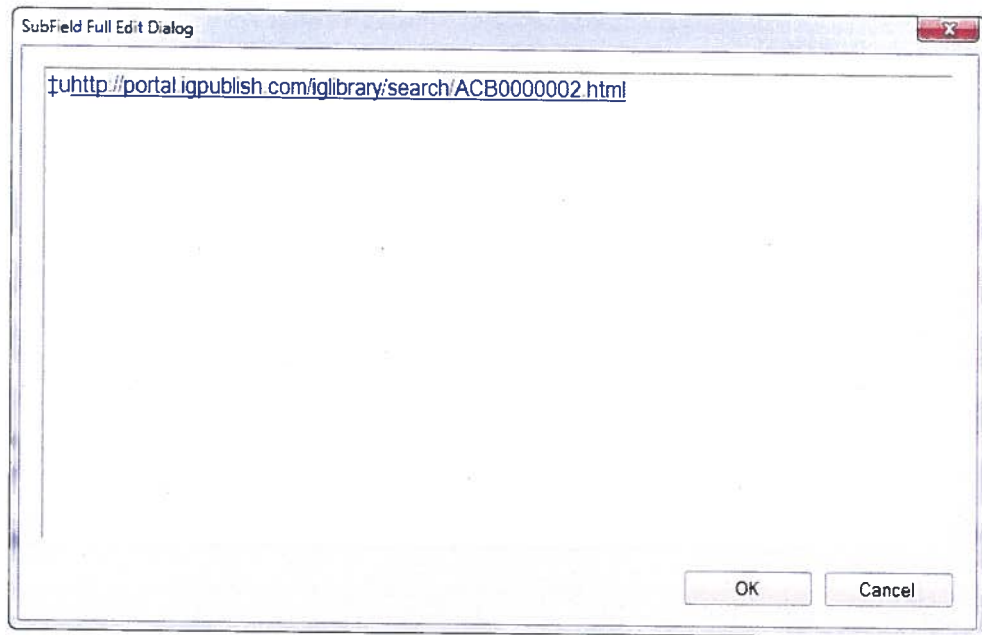 SubField Full Edit Dialog
‡uhttp://portal.igpublish.com/iglibrary/search/ACB0000002.html
OK
Cancel